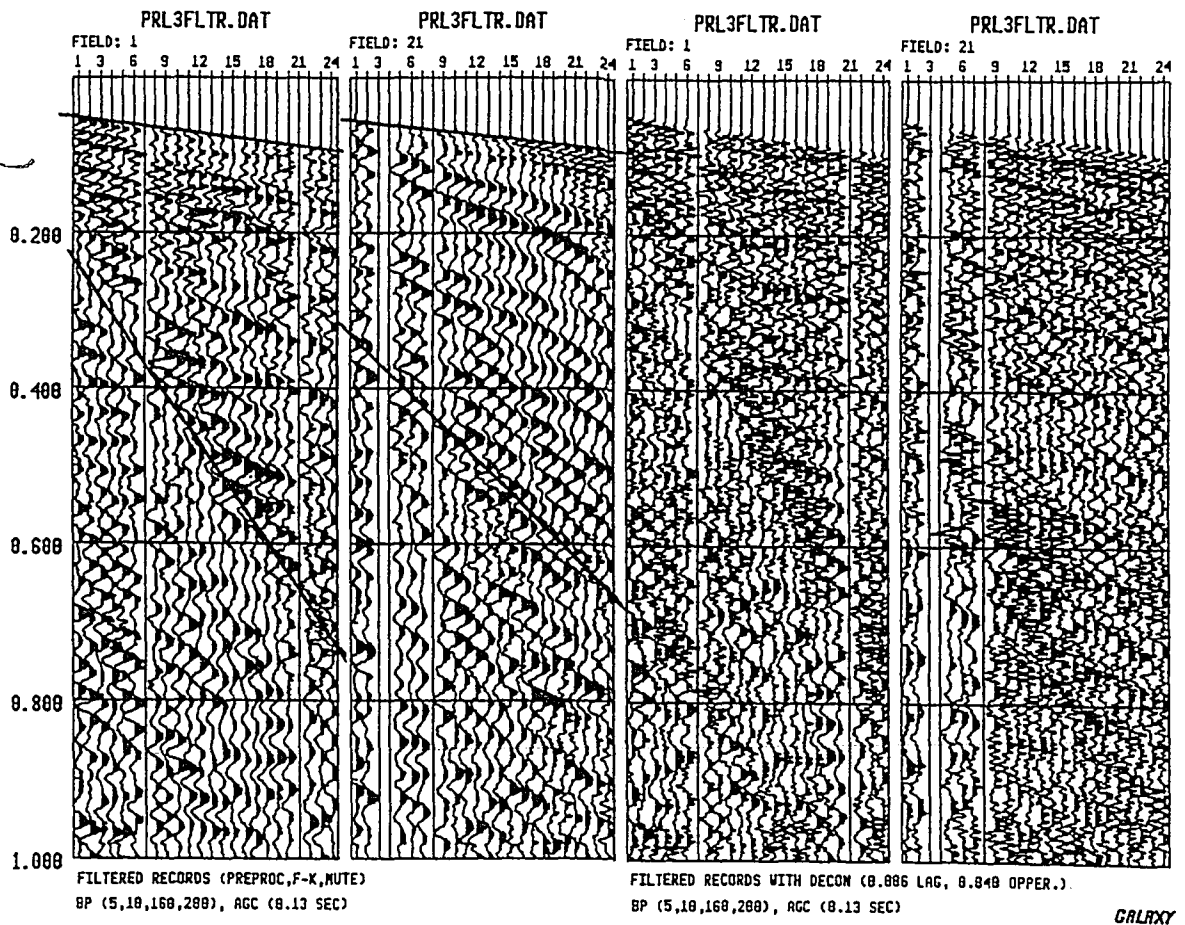 PRL3FLTR.DAT PRL3FLTR.DAT PRL3FLTR.DAT PRL3FLTR.DAT
FIELD: 1 FIELD: 21 FIELD: 1 FIELD: 21
1 3 6 9 12 15 18 21 24 1 3 6 9 12 15 18 21 24 1 3 6 9 12 15 18 21 24 1 3 6 9 12 15 18 21 24
0.200
0.400
0.600
0.800
1.000
FILTERED RECORDS (PREPROC,F-K,MUTE) FILTERED RECORDS WITH DECON (0.006 LAG, 0.040 OPPER.)
BP (5,10,160,200), AGC (0.13 SEC) BP (5,10,160,200), AGC (0.13 SEC)
GALAXY